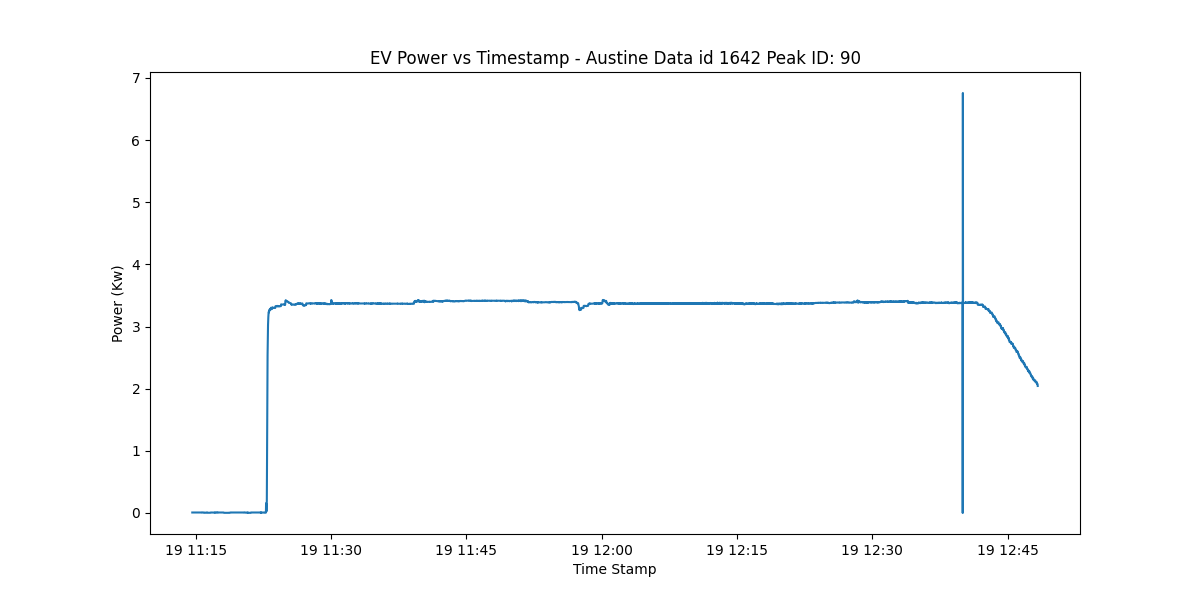 EV Power vs Timestamp - Austine Data id 1642 Peak ID: 90
7
6
5
4
3
2
1
0
Power (Kw)
19 11:15 19 11:30 19 11:45 19 12:00 19 12:15 19 12:30 19 12:45
Time Stamp